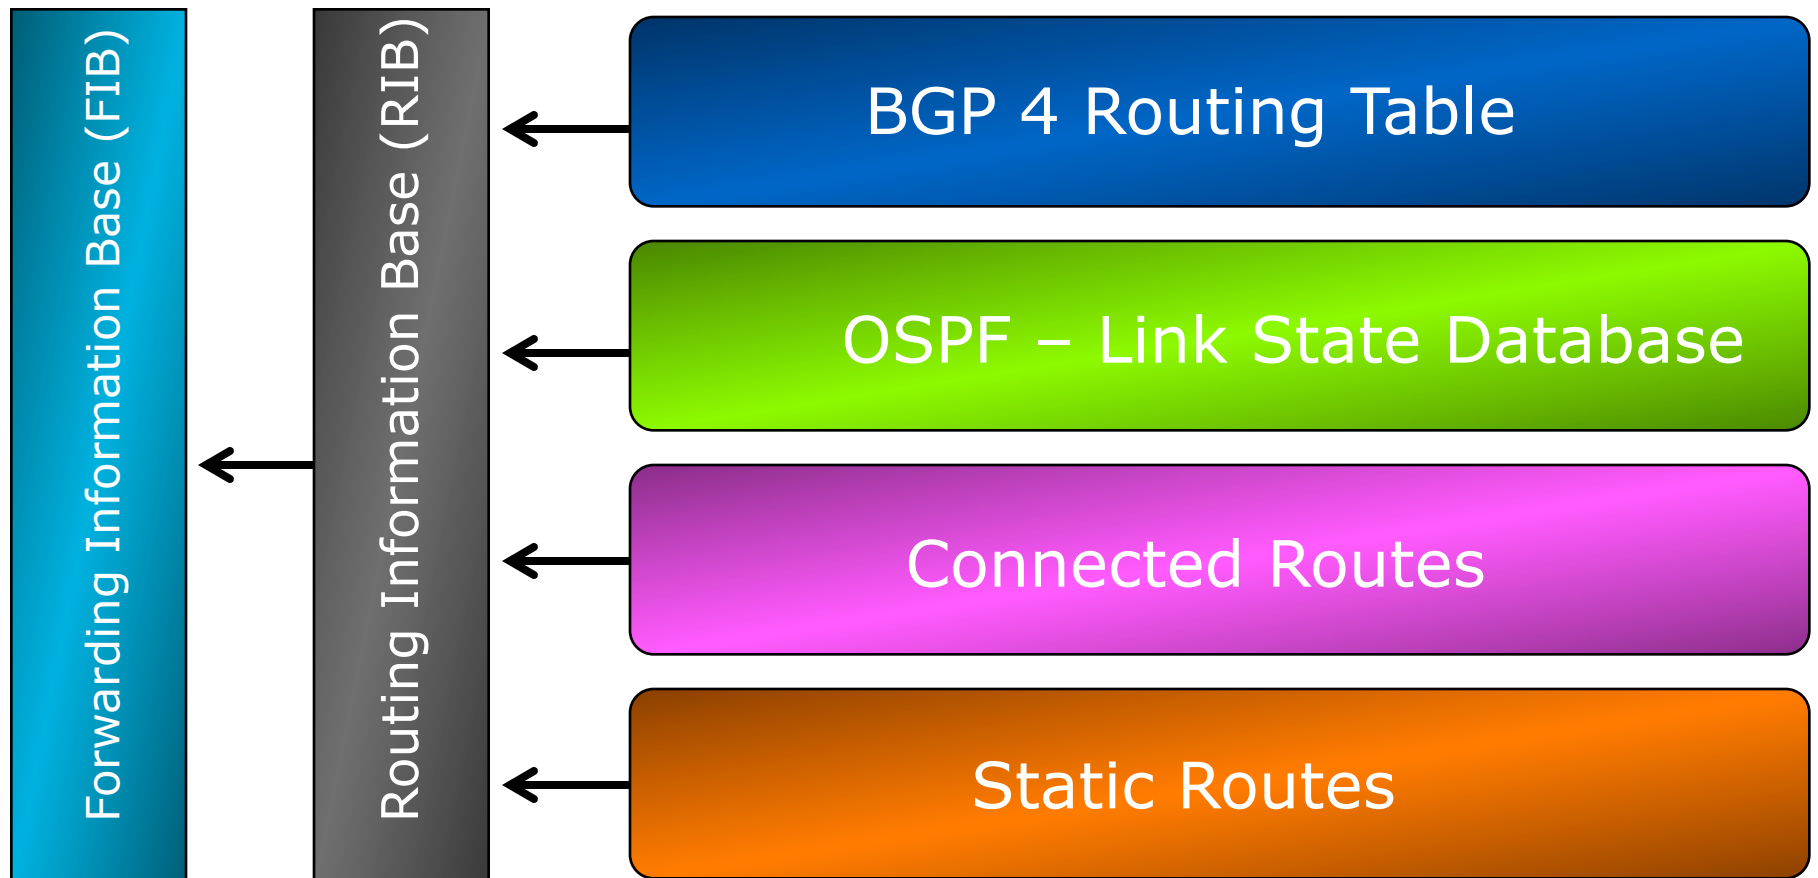 Forwarding Information Base (FIB)
Routing Information Base (RIB)
BGP 4 Routing Table
OSPF – Link State Database
Connected Routes
Static Routes